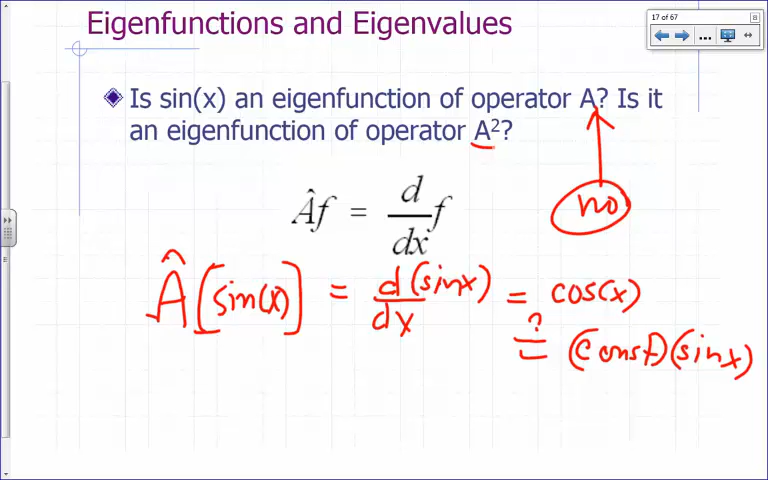 Eigenfunctions and Eigenvalues
17 of 67
Is sin(x) an eigenfunction of operator A? Is it
an eigenfunction of operator A²?
no
Âf = d/dx f
Â[sin(x)] = d(sinx)/dx = cos(x)
=? (const)(sinx)